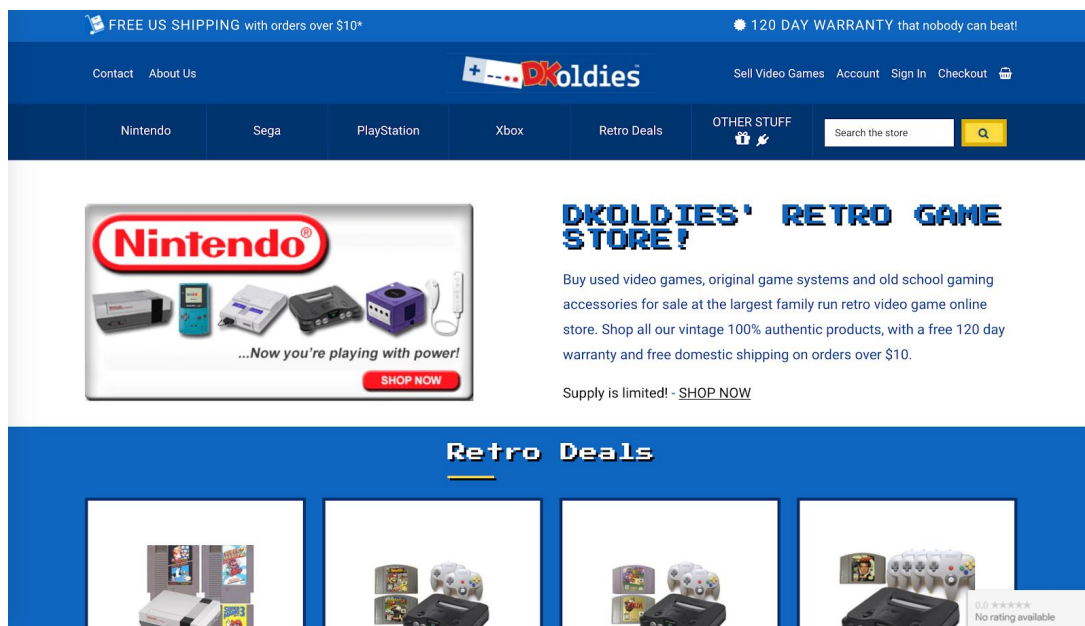 FREE US SHIPPING with orders over $10*
120 DAY WARRANTY that nobody can beat!
Contact About Us
DKoldies
Sell Video Games Account Sign In Checkout
Nintendo Sega PlayStation Xbox Retro Deals OTHER STUFF
Search the store
Nintendo®
...Now you're playing with power!
SHOP NOW
DKOLDIES' RETRO GAME
STORE!
Buy used video games, original game systems and old school gaming
accessories for sale at the largest family run retro video game online
store. Shop all our vintage 100% authentic products, with a free 120 day
warranty and free domestic shipping on orders over $10.
Supply is limited! - SHOP NOW
Retro Deals
0.0 ★★★★★
No rating available